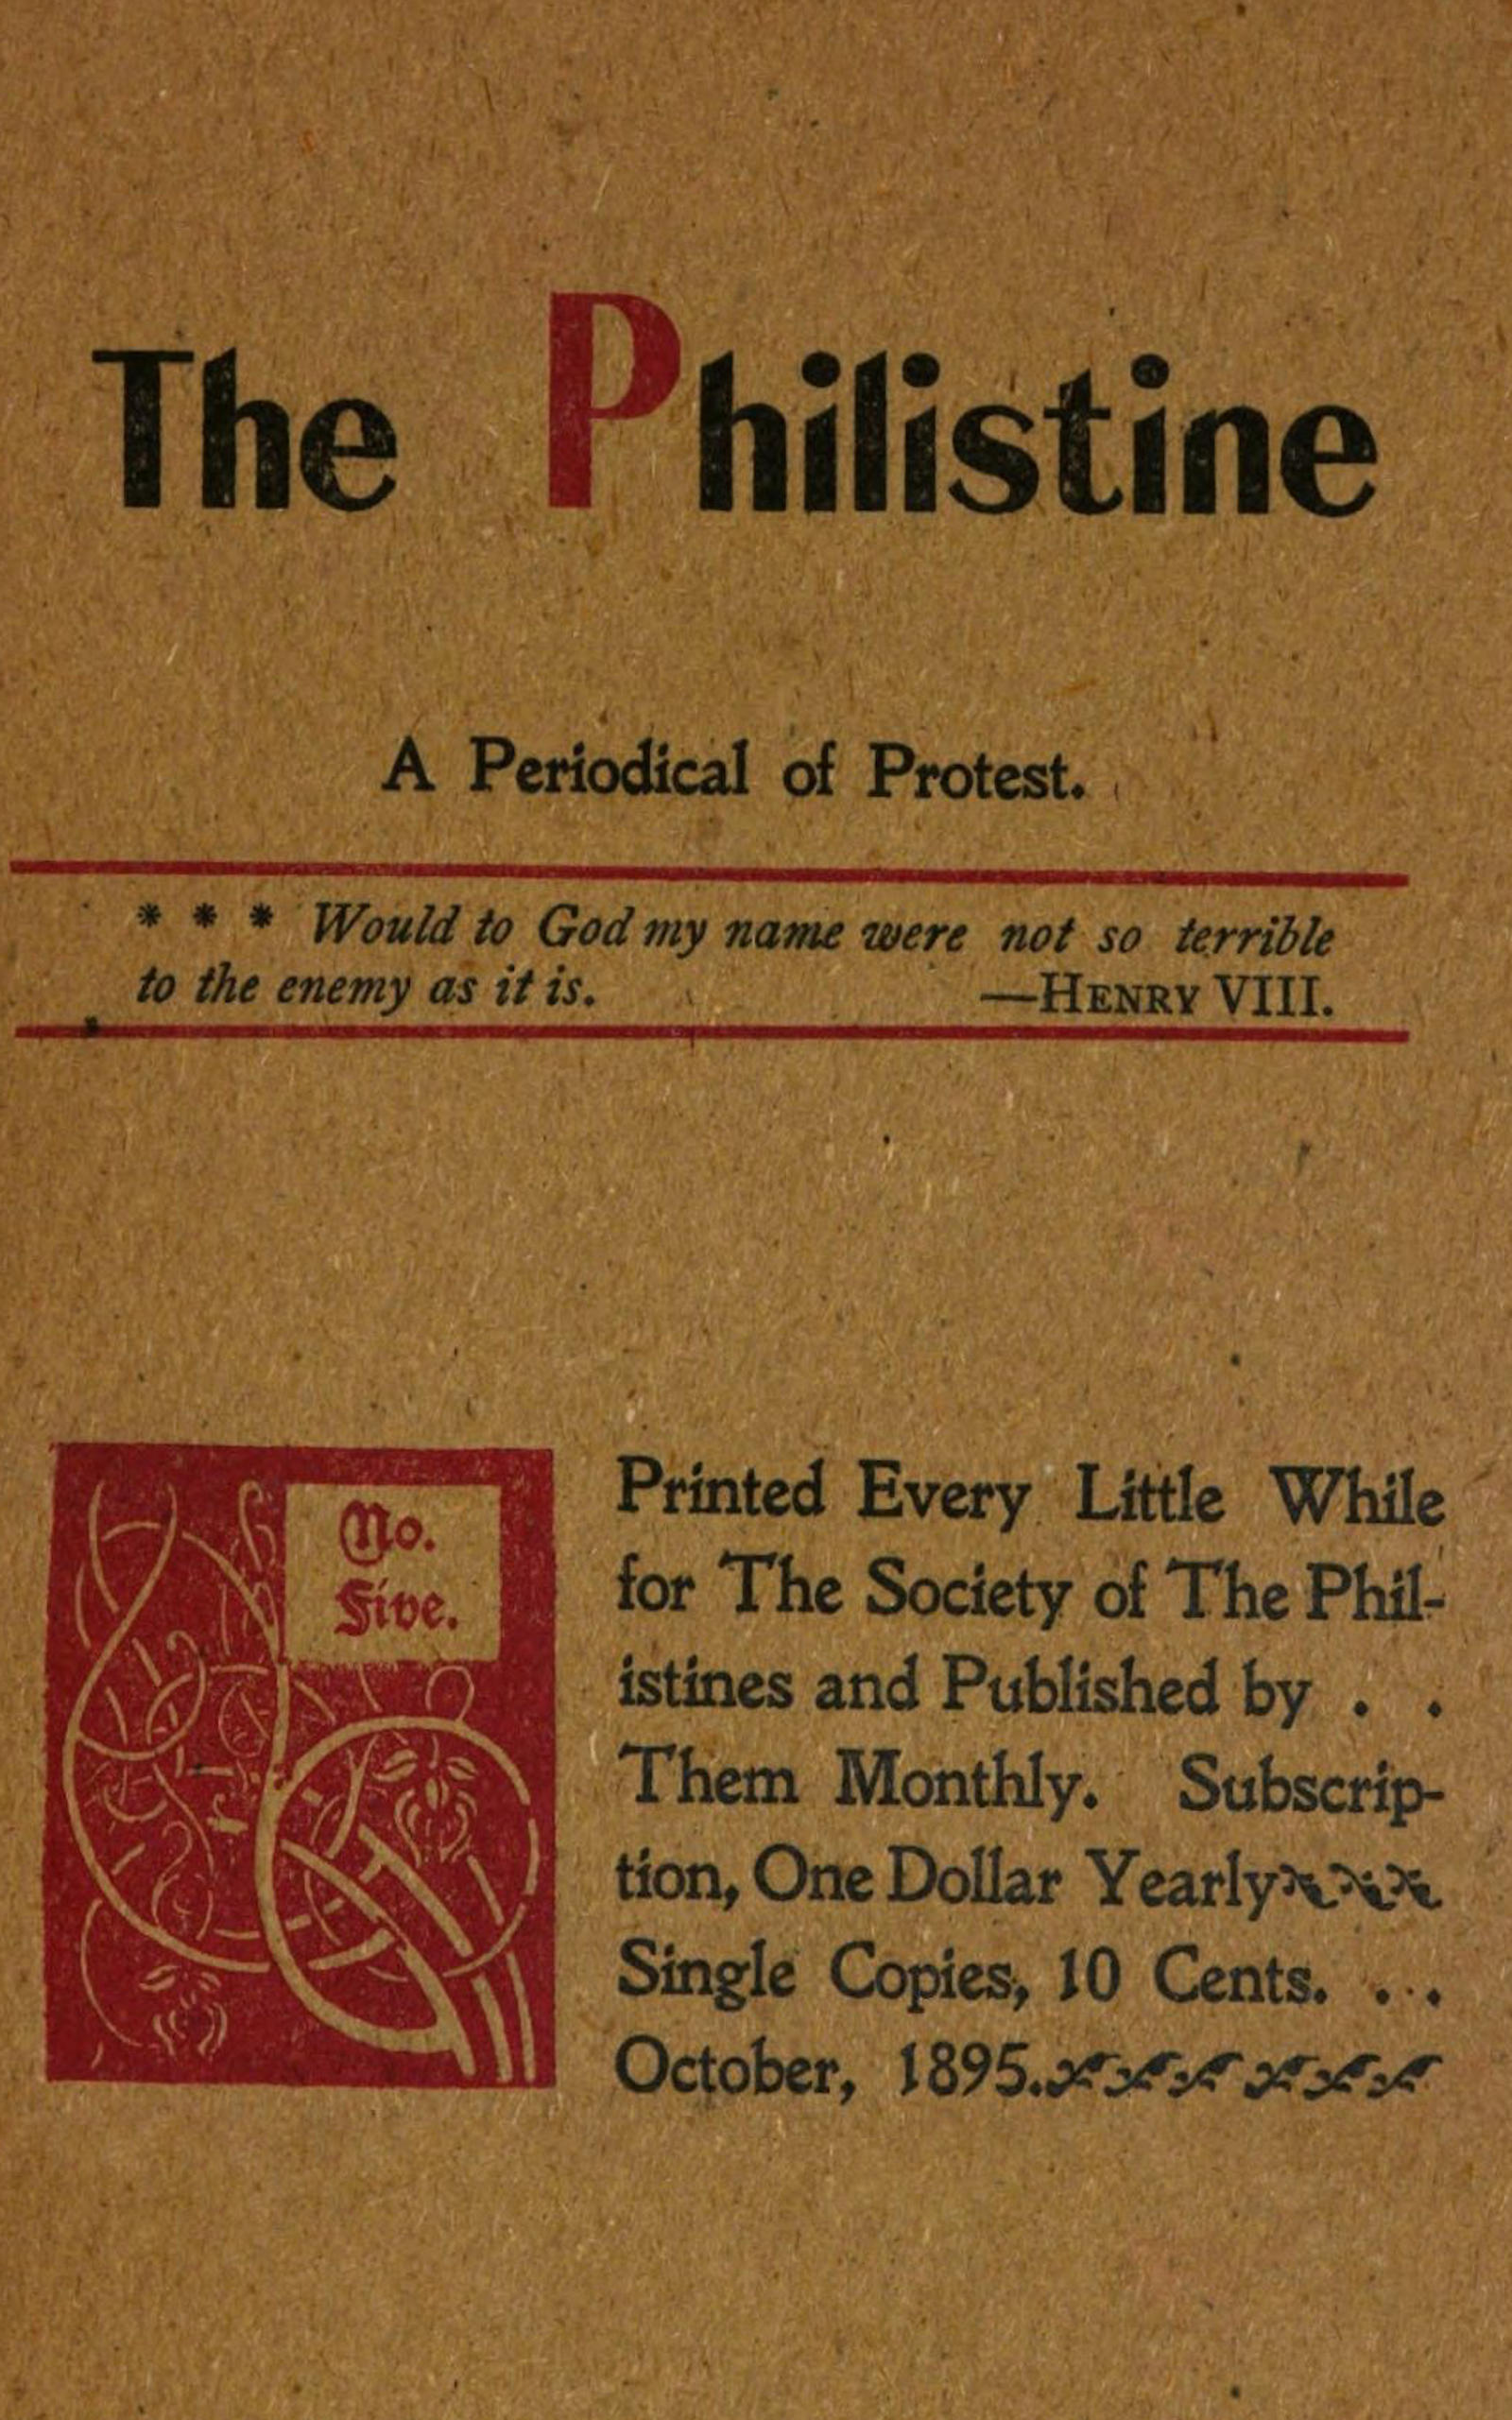 The Philistine
A Periodical of Protest.
* * * Would to God my name were not so terrible
to the enemy as it is. —HENRY VIII.
No.
Five.
Printed Every Little While
for The Society of The Phil-
istines and Published by . .
Them Monthly. Subscrip-
tion, One Dollar Yearly
Single Copies, 10 Cents. . .
October, 1895.